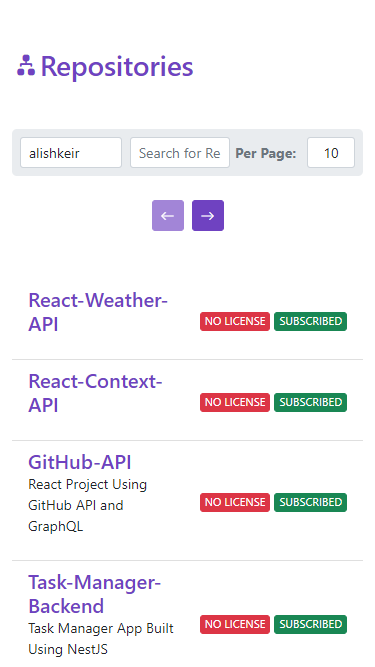 Repositories
alishkeir Search for Re Per Page: 10
← →
React-Weather-
API
NO LICENSE SUBSCRIBED
React-Context-
API
NO LICENSE SUBSCRIBED
GitHub-API
React Project Using
GitHub API and
GraphQL
NO LICENSE SUBSCRIBED
Task-Manager-
Backend
Task Manager App Built
Using NestJS
NO LICENSE SUBSCRIBED